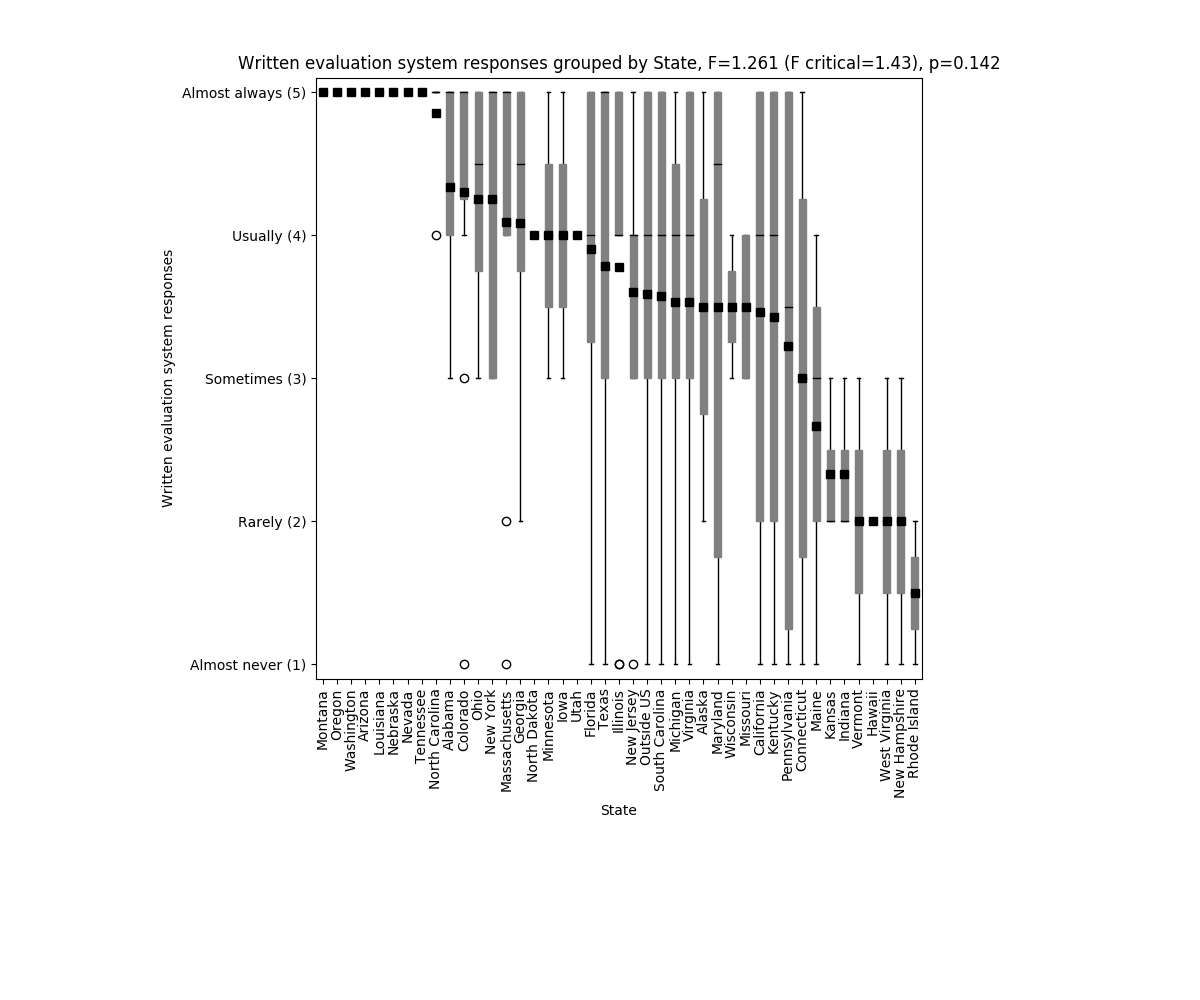 Written evaluation system responses grouped by State, F=1.261 (F critical=1.43), p=0.142
Almost always (5)
Usually (4)
Sometimes (3)
Rarely (2)
Almost never (1)
Written evaluation system responses
Montana
Oregon
Washington
Arizona
Louisiana
Nebraska
Nevada
Tennessee
North Carolina
Alabama
Colorado
Ohio
New York
Massachusetts
Georgia
North Dakota
Minnesota
Iowa
Utah
Florida
Texas
Illinois
New Jersey
Outside US
South Carolina
Michigan
Virginia
Alaska
Maryland
Wisconsin
Missouri
California
Kentucky
Pennsylvania
Connecticut
Maine
Kansas
Indiana
Vermont
Hawaii
West Virginia
New Hampshire
Rhode Island
State